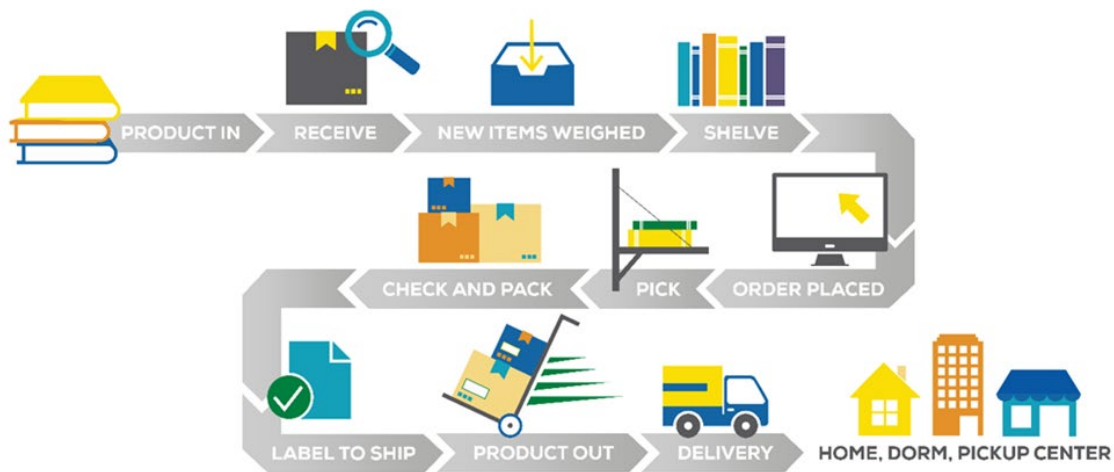 PRODUCT IN
RECEIVE
NEW ITEMS WEIGHED
SHELVE
ORDER PLACED
PICK
CHECK AND PACK
LABEL TO SHIP
PRODUCT OUT
DELIVERY
HOME, DORM, PICKUP CENTER